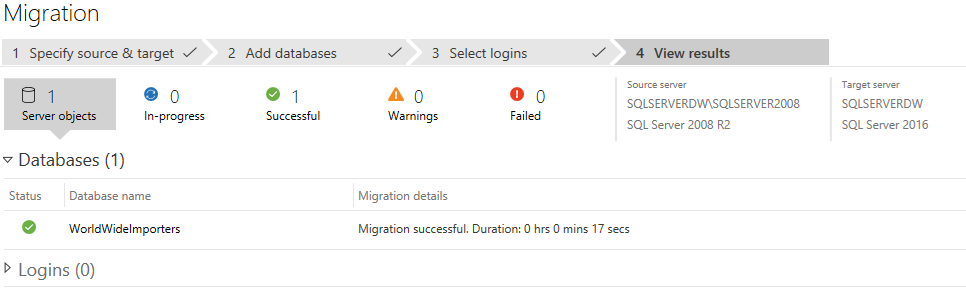 Migration
1 Specify source & target
2 Add databases
3 Select logins
4 View results
1
Server objects
0
In-progress
1
Successful
0
Warnings
0
Failed
Source server
SQLSERVERDW\SQLSERVER2008
SQL Server 2008 R2
Target server
SQLSERVERDW
SQL Server 2016
Databases (1)
Status Database name Migration details
WorldWideImporters Migration successful. Duration: 0 hrs 0 mins 17 secs
Logins (0)